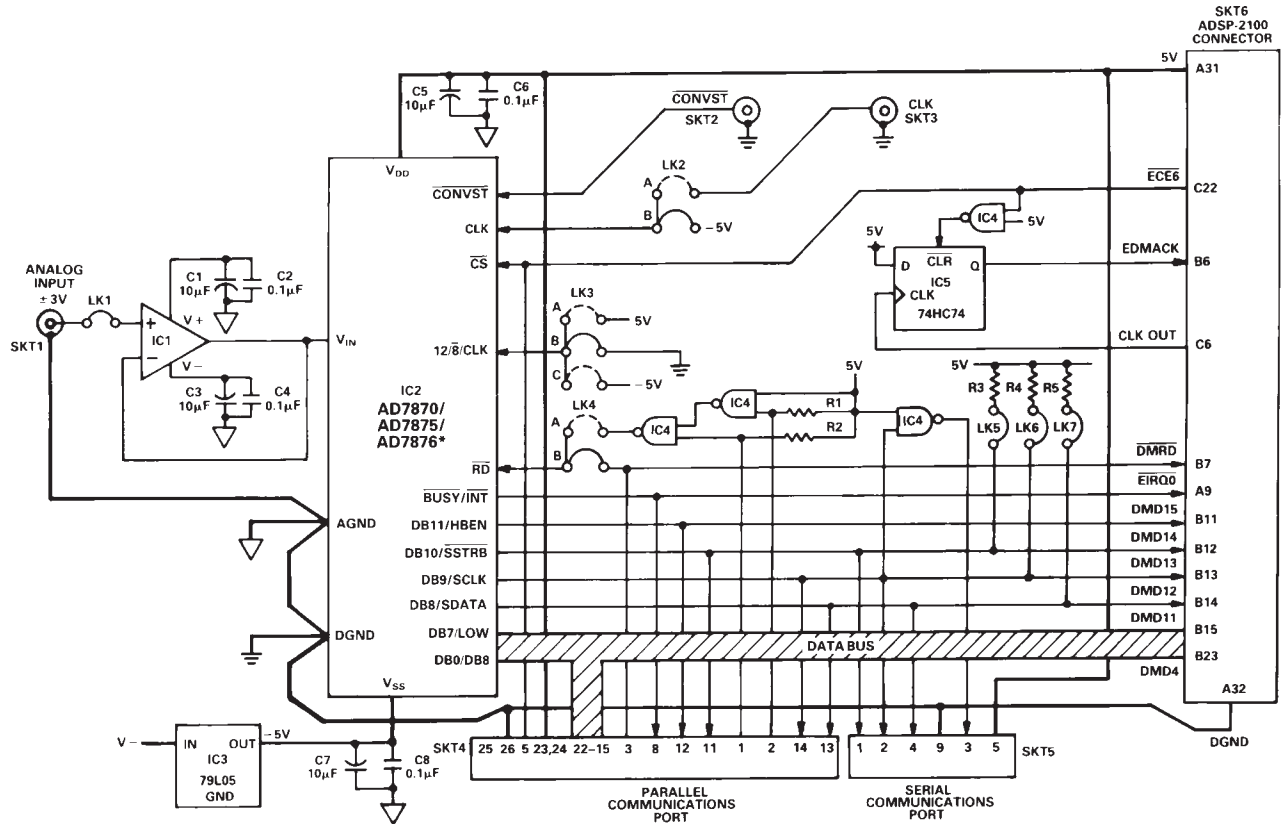 SKT6
ADSP-2100
CONNECTOR
5V
A31
C5
10μF
C6
0.1μF
CONVST
SKT2
CLK
SKT3
VDD
CONVST
A
LK2
B
-5V
CLK
CS
ECE6
C22
IC4
5V
5V
D
CLR
Q
IC5
CLK
74HC74
EDMACK
B6
CLK OUT
C6
ANALOG
INPUT
± 3V
LK1
SKT1
C1
10μF
C2
0.1μF
+
V+
IC1
−
V−
C3
10μF
C4
0.1μF
VIN
IC2
AD7870/
AD7875/
AD7876*
LK3
A
5V
B
C
-5V
12/8/CLK
5V
R3
R4
R5
LK5
LK6
LK7
5V
IC4
R1
R2
IC4
IC4
LK4
A
B
RD
DMRD
B7
BUSY/INT
EIRQ0
A9
DB11/HBEN
DMD15
B11
DB10/SSTRB
DMD14
B12
DB9/SCLK
DMD13
B13
DB8/SDATA
DMD12
B14
DB7/LOW
DMD11
B15
DATA BUS
DB0/DB8
B23
DMD4
AGND
DGND
VSS
A32
DGND
V−
IN
OUT
-5V
IC3
79L05
GND
C7
10μF
C8
0.1μF
SKT4
25 26 5 23,24 22-15 3 8 12 11 1 2 14 13
PARALLEL
COMMUNICATIONS
PORT
1 2 4 9 3 5
SKT5
SERIAL
COMMUNICATIONS
PORT